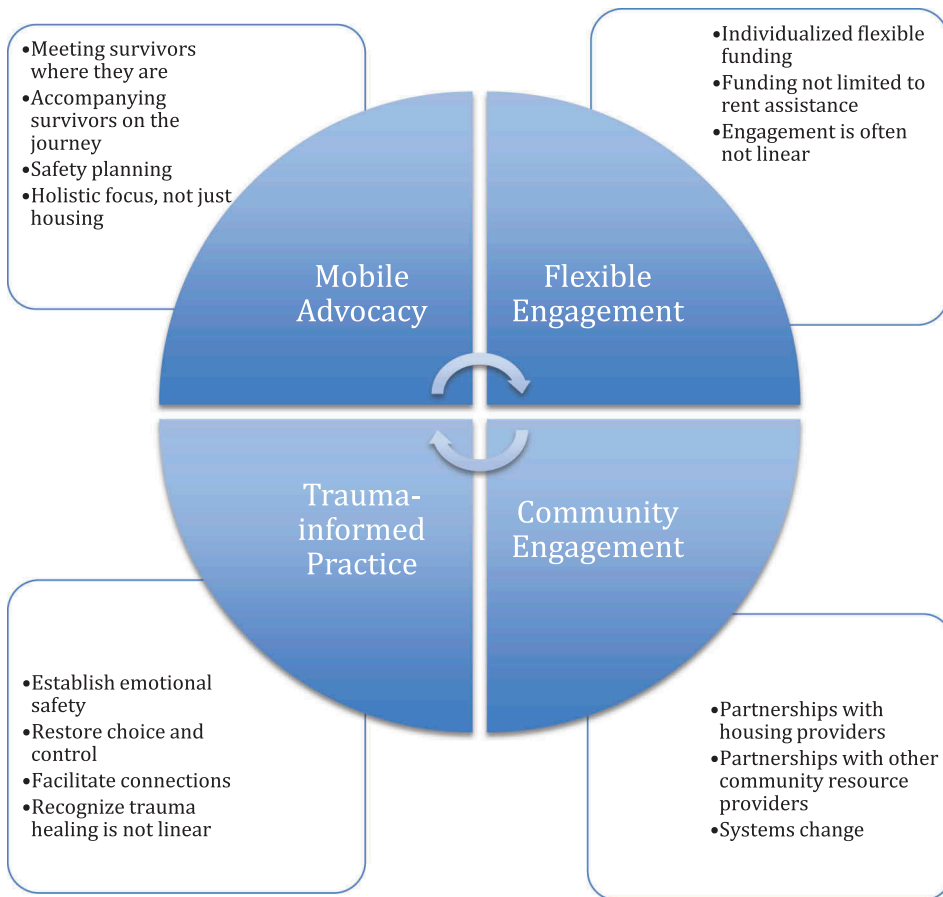 •Meeting survivors
where they are
•Accompanying
survivors on the
journey
•Safety planning
•Holistic focus, not just
housing
•Individualized flexible
funding
•Funding not limited to
rent assistance
•Engagement is often
not linear
Mobile
Advocacy
Flexible
Engagement
Trauma-
informed
Practice
Community
Engagement
•Establish emotional
safety
•Restore choice and
control
•Facilitate connections
•Recognize trauma
healing is not linear
•Partnerships with
housing providers
•Partnerships with other
community resource
providers
•Systems change